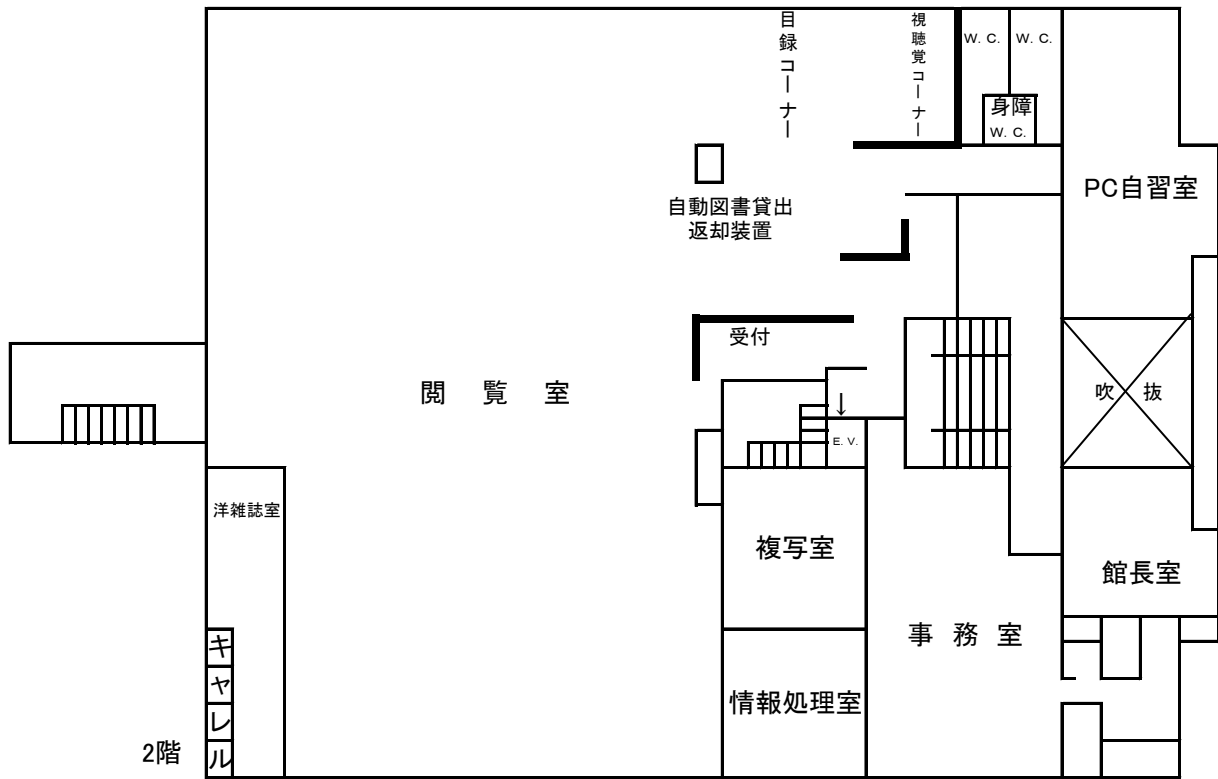 目録コーナー
視聴覚コーナー
W. C.
W. C.
身障
W. C.
PC自習室
自動図書貸出
返却装置
受付
閲覧室
吹抜
↓
E. V.
洋雑誌室
複写室
館長室
事務室
キャレル
情報処理室
2階